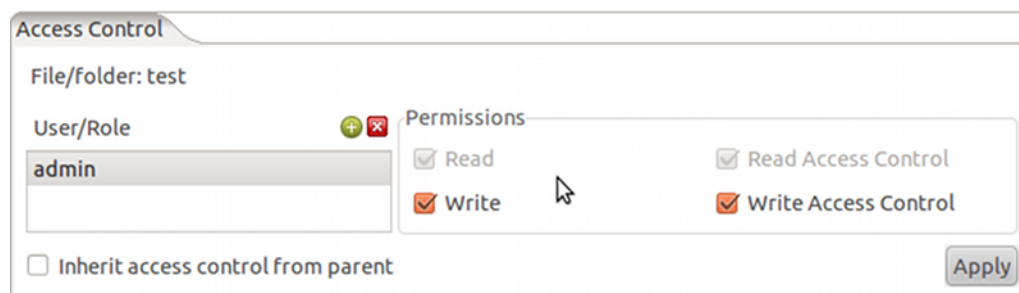 Access Control
File/folder: test
User/Role
Permissions
admin
Read
Read Access Control
Write
Write Access Control
Inherit access control from parent
Apply